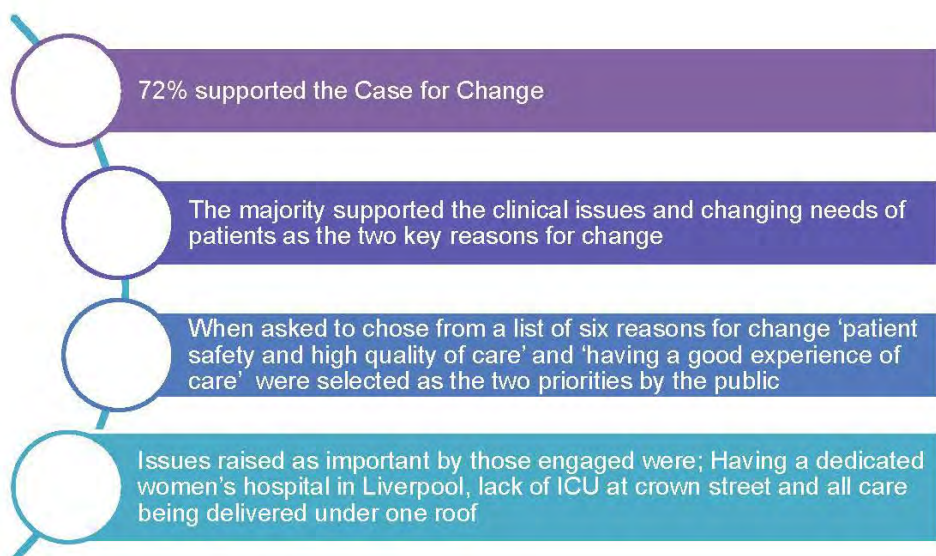 72% supported the Case for Change
The majority supported the clinical issues and changing needs of
patients as the two key reasons for change
When asked to chose from a list of six reasons for change ‘patient
safety and high quality of care’ and ‘having a good experience of
care’ were selected as the two priorities by the public
Issues raised as important by those engaged were; Having a dedicated
women’s hospital in Liverpool, lack of ICU at crown street and all care
being delivered under one roof